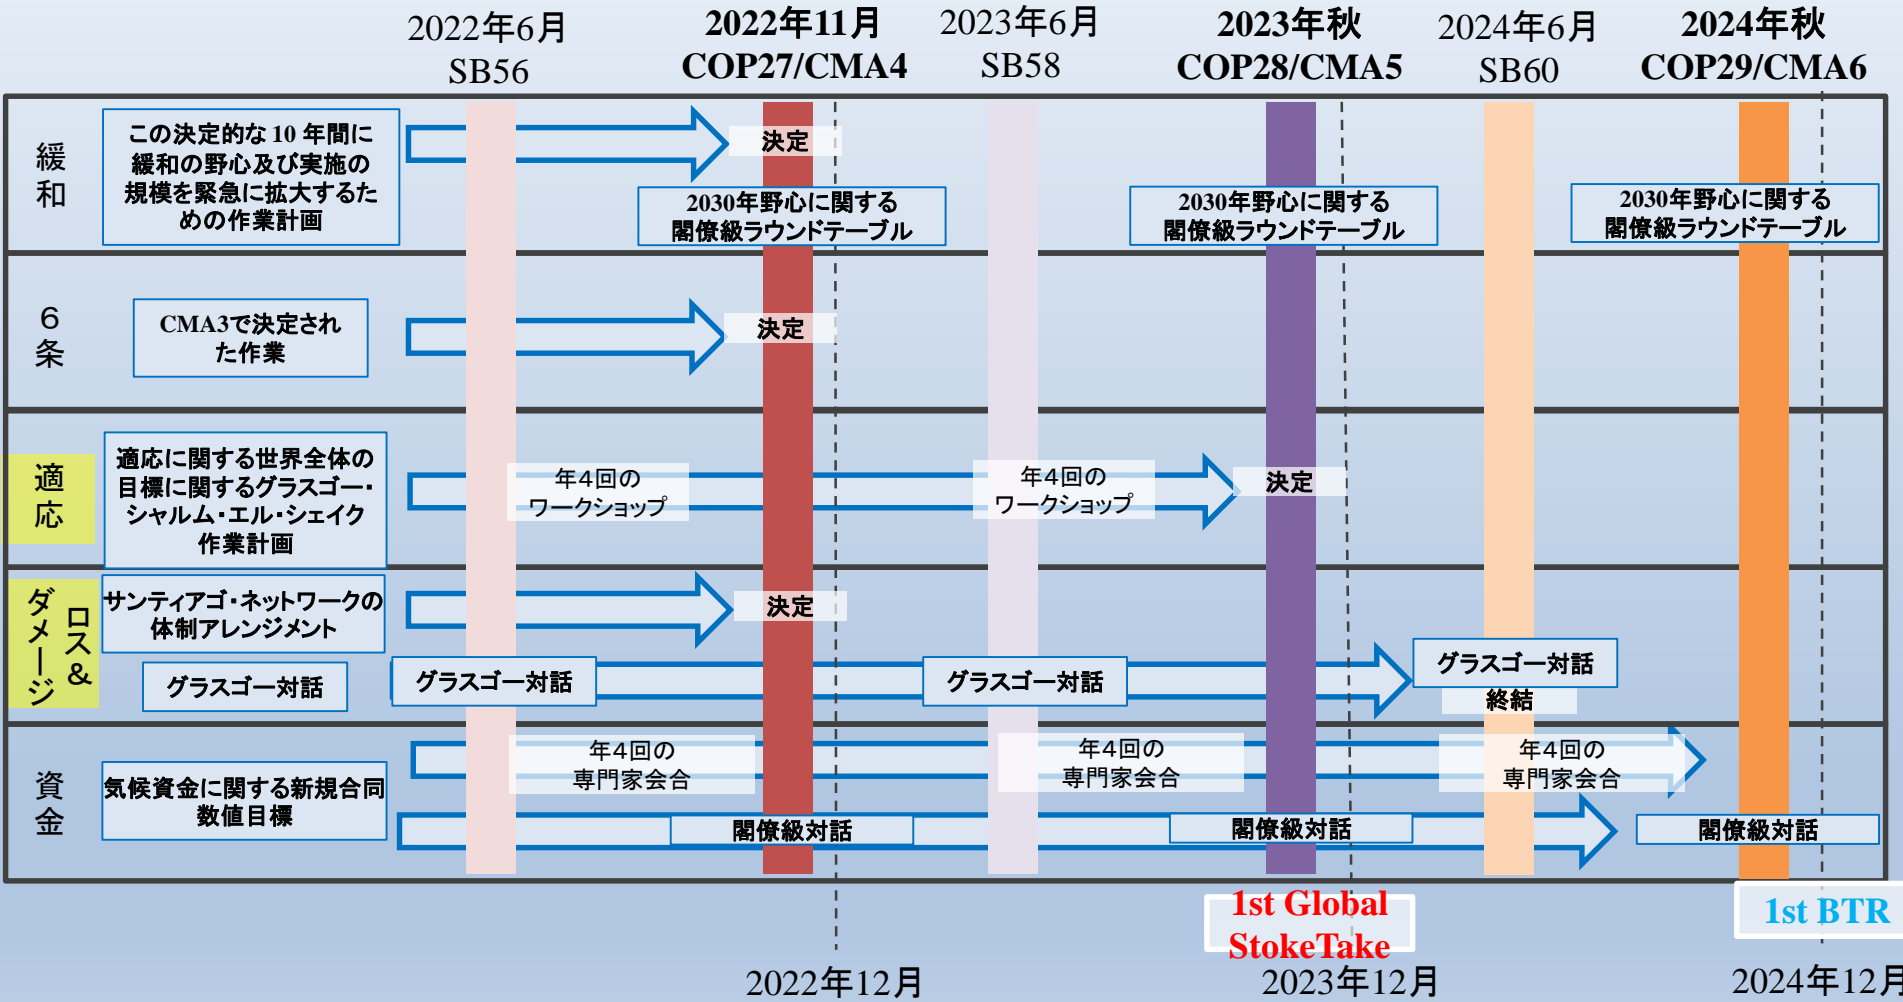 2022年6月
SB56
2022年11月
COP27/CMA4
2023年6月
SB58
2023年秋
COP28/CMA5
2024年6月
SB60
2024年秋
COP29/CMA6
緩和
この決定的な 10 年間に
緩和の野心及び実施の
規模を緊急に拡大するた
めの作業計画
決定
2030年野心に関する
閣僚級ラウンドテーブル
2030年野心に関する
閣僚級ラウンドテーブル
2030年野心に関する
閣僚級ラウンドテーブル
6条
CMA3で決定され
た作業
決定
適応
適応に関する世界全体の
目標に関するグラスゴー・
シャルム・エル・シェイク
作業計画
年4回の
ワークショップ
年4回の
ワークショップ
決定
ロス&
ダメージ
サンティアゴ・ネットワークの
体制アレンジメント
決定
グラスゴー対話
グラスゴー対話
グラスゴー対話
グラスゴー対話
終結
資金
気候資金に関する新規合同
数値目標
年4回の
専門家会合
年4回の
専門家会合
年4回の
専門家会合
閣僚級対話
閣僚級対話
閣僚級対話
1st Global
StokeTake
1st BTR
2022年12月
2023年12月
2024年12月